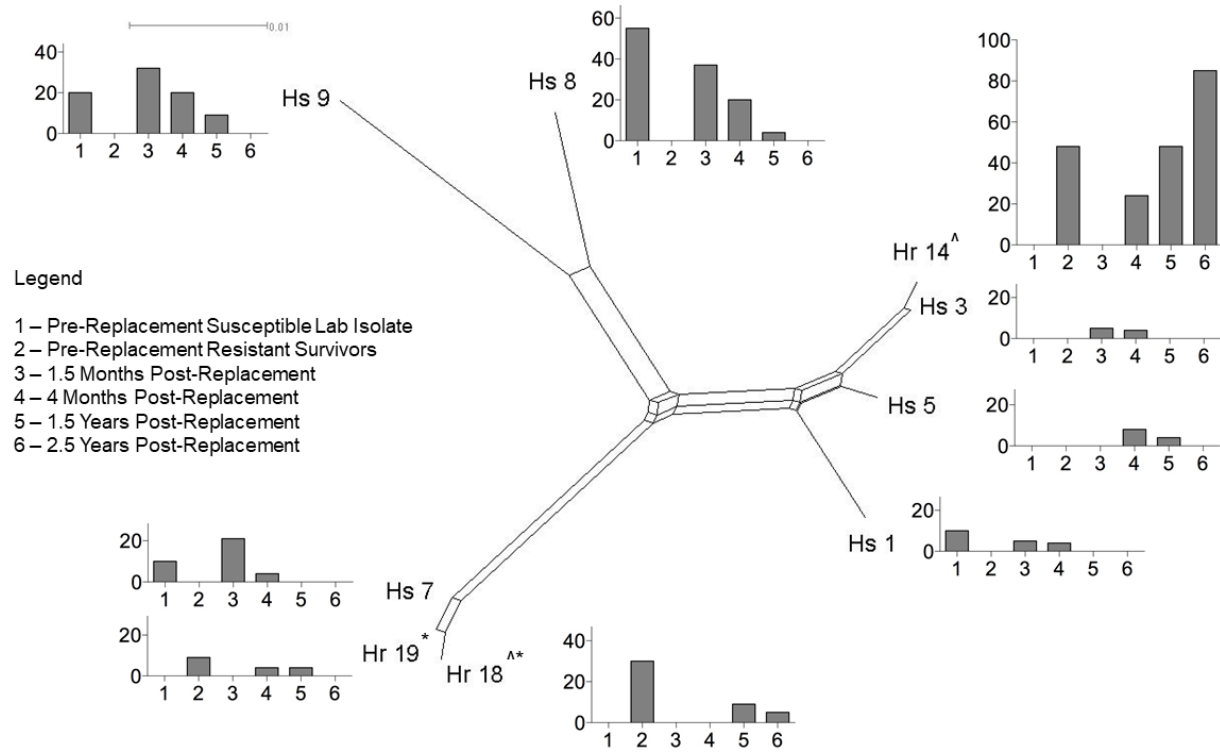 0.01
40
20
0
1 2 3 4 5 6
Hs 9
Hs 8
60
40
20
0
1 2 3 4 5 6
100
80
60
40
20
0
1 2 3 4 5 6
Hr 14^
Hs 3
20
0
1 2 3 4 5 6
Legend
1 – Pre-Replacement Susceptible Lab Isolate
2 – Pre-Replacement Resistant Survivors
3 – 1.5 Months Post-Replacement
4 – 4 Months Post-Replacement
5 – 1.5 Years Post-Replacement
6 – 2.5 Years Post-Replacement
Hs 5
20
0
1 2 3 4 5 6
Hs 1
20
0
1 2 3 4 5 6
20
0
1 2 3 4 5 6
Hs 7
20
0
1 2 3 4 5 6
Hr 19*
Hr 18^*
40
20
0
1 2 3 4 5 6